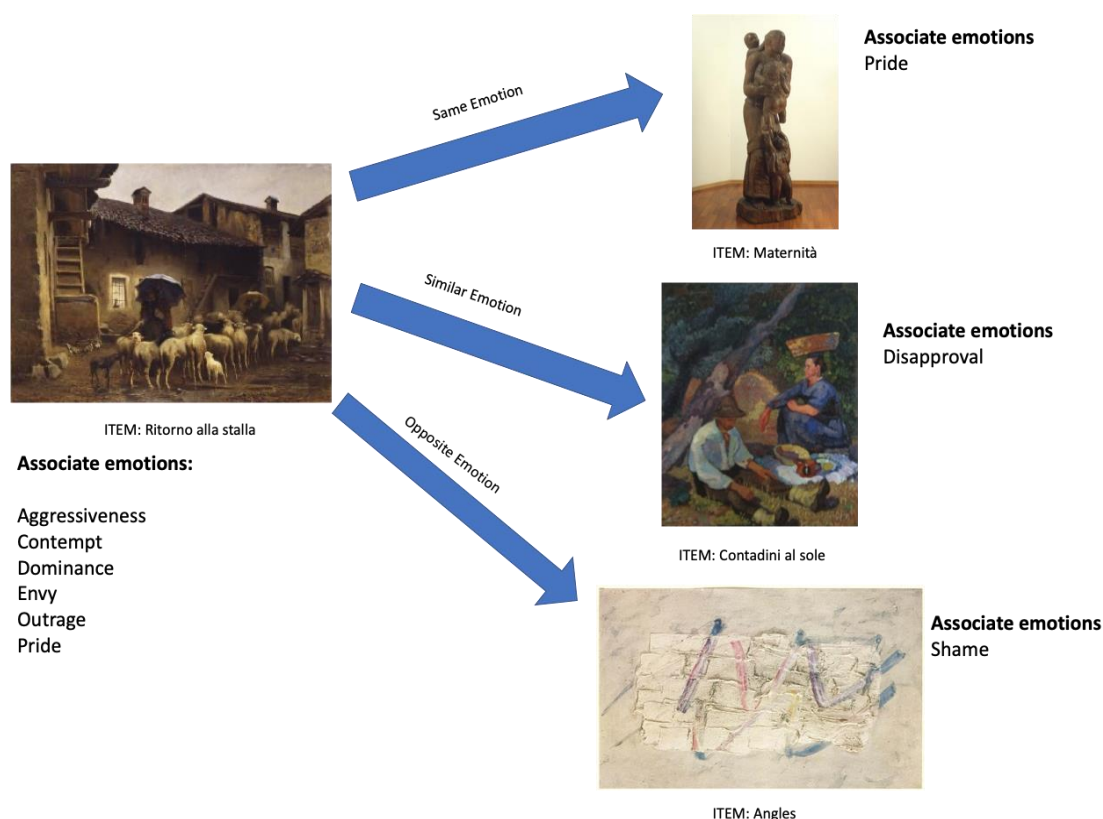 Associate emotions
Pride
Same Emotion
ITEM: Maternità
Similar Emotion
Associate emotions
Disapproval
ITEM: Ritorno alla stalla
Opposite Emotion
Associate emotions:
Aggressiveness
Contempt
Dominance
Envy
Outrage
Pride
ITEM: Contadini al sole
Associate emotions
Shame
ITEM: Angles